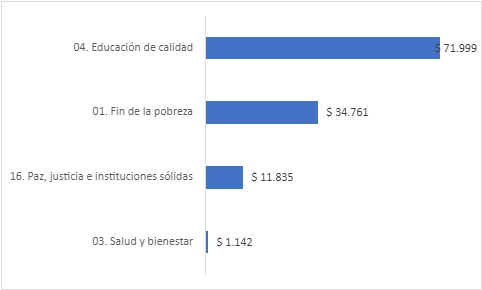 04. Educación de calidad $ 71.999
01. Fin de la pobreza $ 34.761
16. Paz, justicia e instituciones sólidas $ 11.835
03. Salud y bienestar $ 1.142